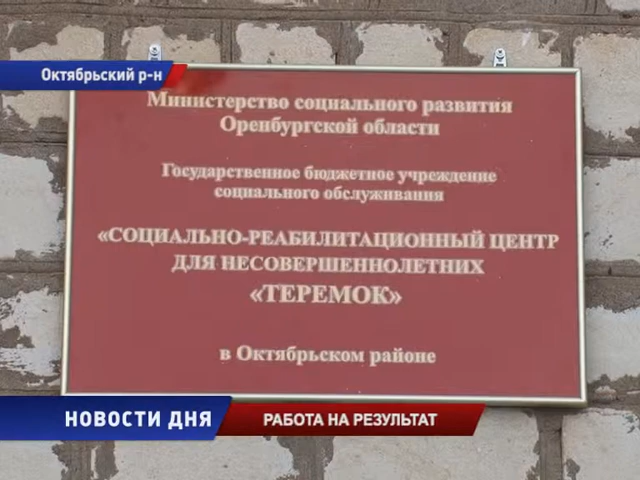 Октябрьский р-н
Министерство социального развития
Оренбургской области
Государственное бюджетное учреждение
социального обслуживания
«СОЦИАЛЬНО-РЕАБИЛИТАЦИОННЫЙ ЦЕНТР
ДЛЯ НЕСОВЕРШЕННОЛЕТНИХ
«ТЕРЕМОК»
в Октябрьском районе
НОВОСТИ ДНЯ
РАБОТА НА РЕЗУЛЬТАТ